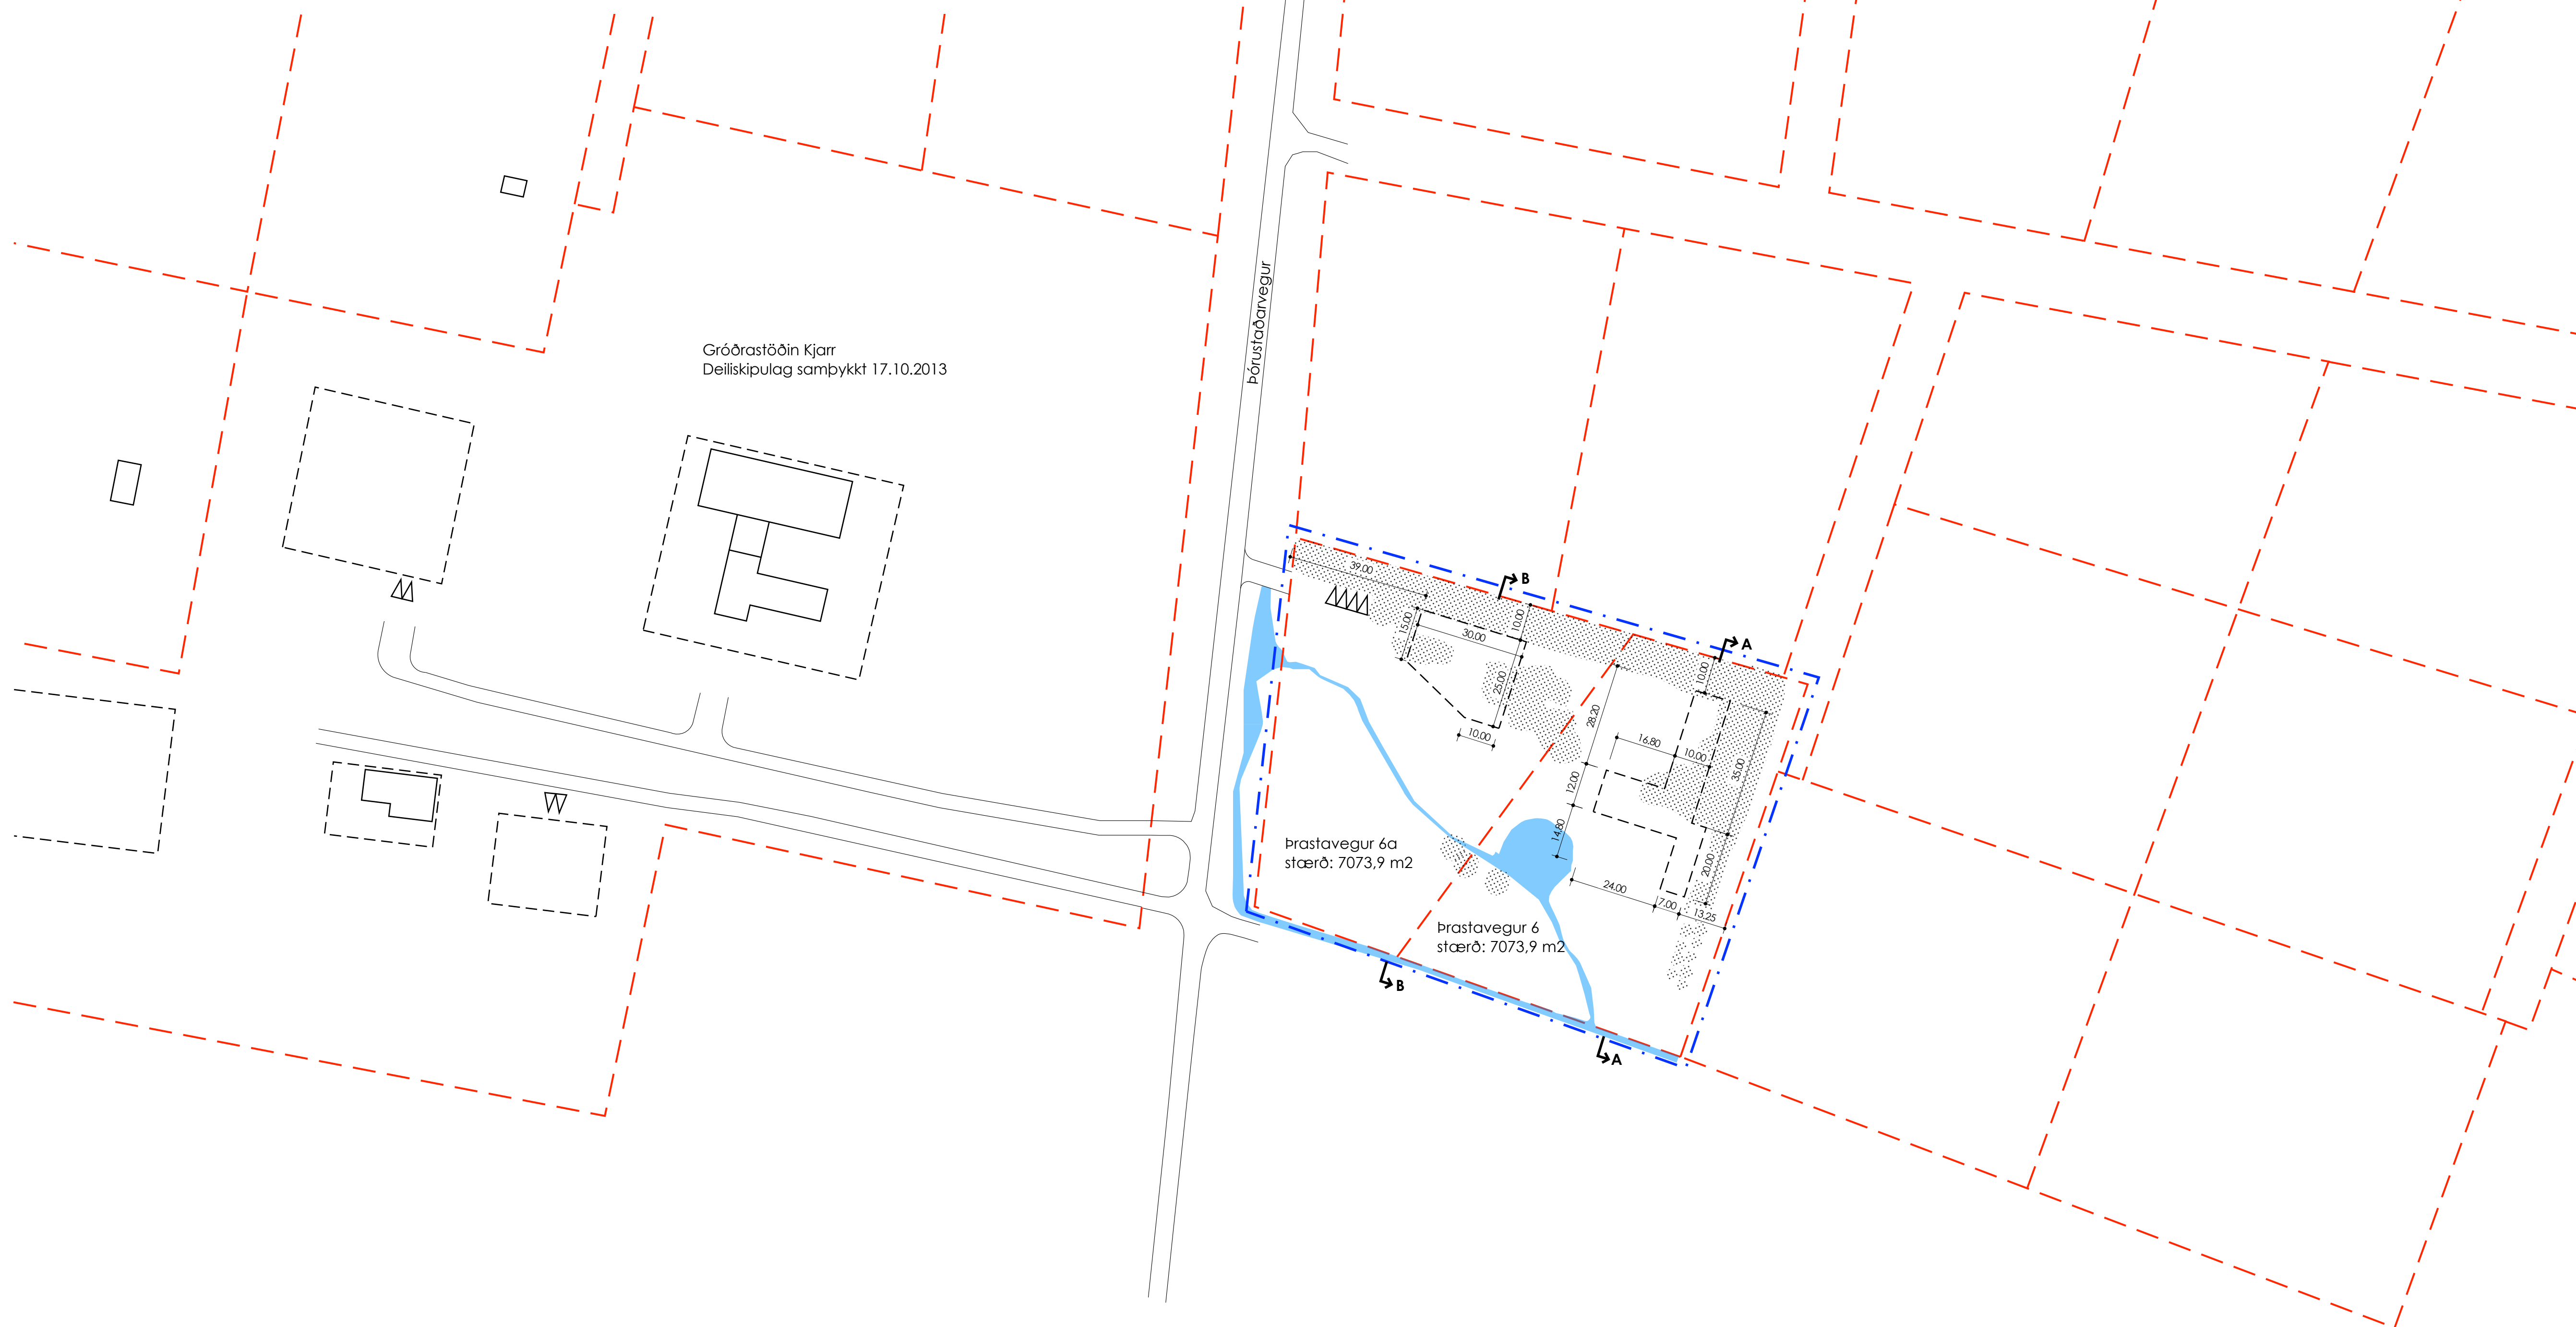 Þórustaðarvegur
Gróðrastöðin Kjarr
Deiliskipulag samþykkt 17.10.2013
39.00
B
15.00
30.00
10.00
A
10.00
25.00
28.20
10.00
16.80
10.00
35.00
12.00
14.80
Þrastavegur 6a
stærð: 7073,9 m2
20.00
24.00
7.00
13.25
Þrastavegur 6
stærð: 7073,9 m2
B
A